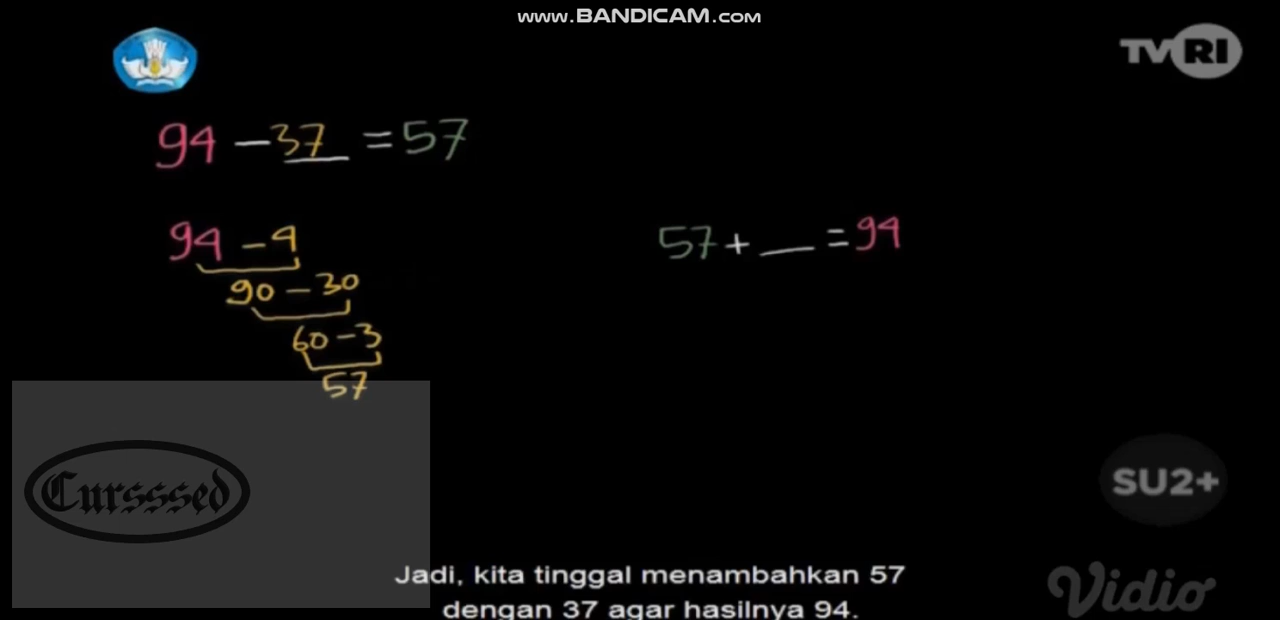 www.BANDICAM.com
TVRI
94 - 37 = 57
94 - 4
57 + __ = 94
90 - 30
60 - 3
57
Curssssed
SU2+
Jadi, kita tinggal menambahkan 57
dengan 37 agar hasilnya 94.
Vidio